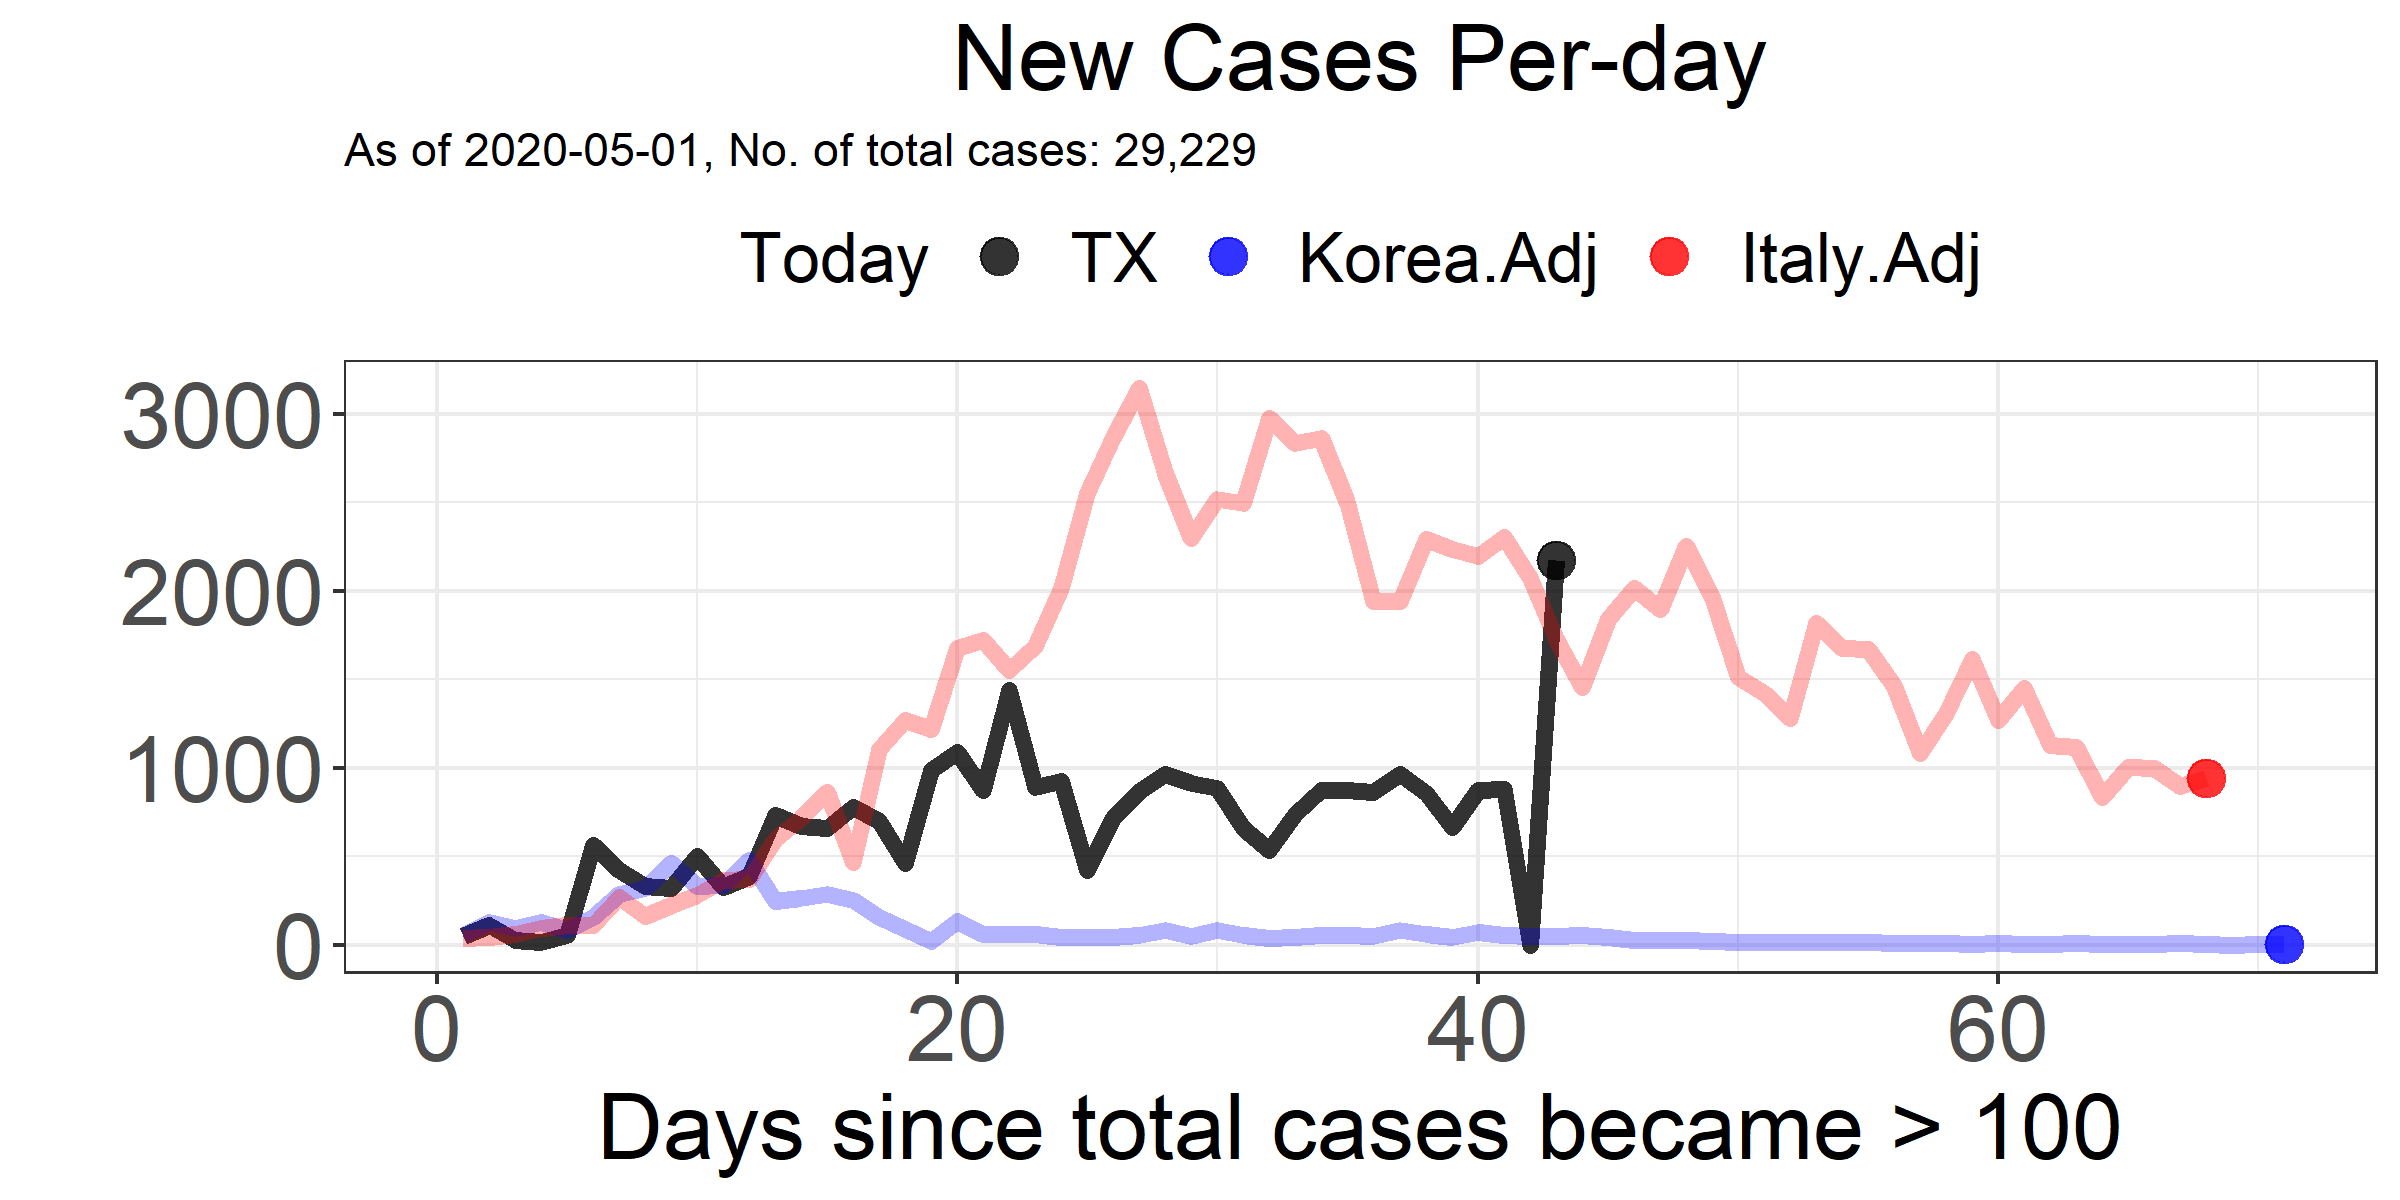 New Cases Per-day
As of 2020-05-01, No. of total cases: 29,229
Today TX Korea.Adj Italy.Adj
3000
2000
1000
0
0 20 40 60
Days since total cases became > 100